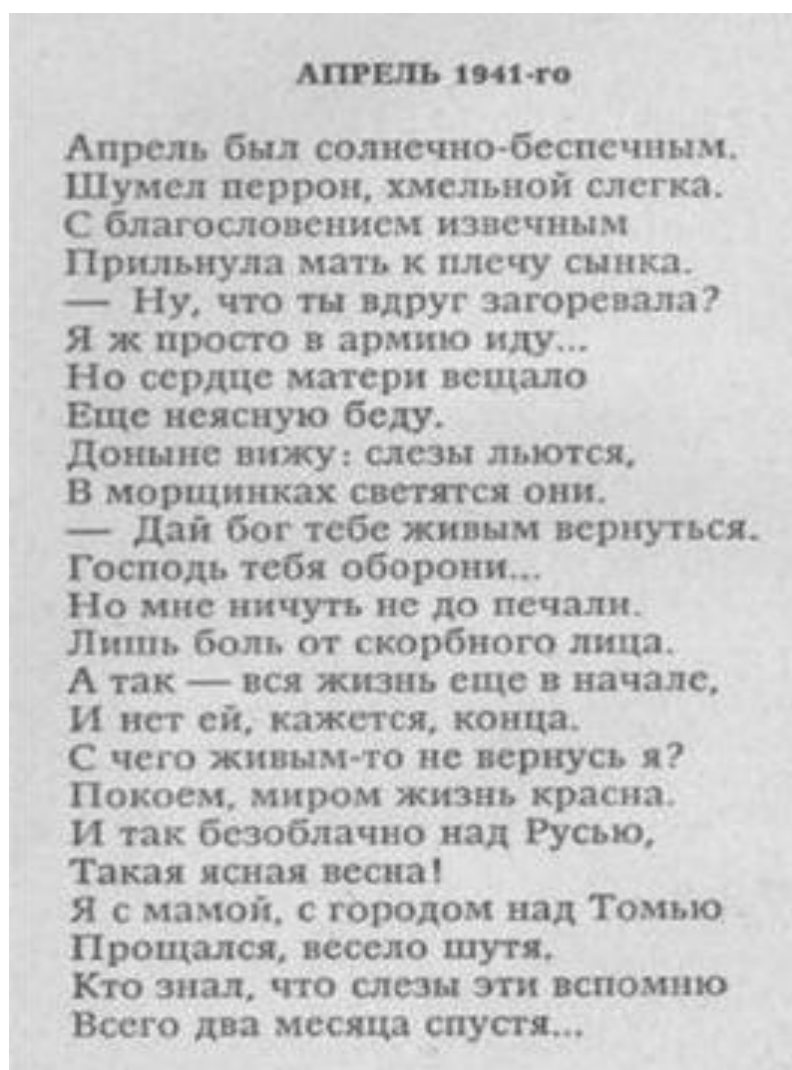 АПРЕЛЬ 1941-го
Апрель был солнечно-беспечным.
Шумел перрон, хмельной слегка.
С благословением извечным
Прильнула мать к плечу сынка.
— Ну, что ты вдруг загоревала?
Я ж просто в армию иду...
Но сердце матери вещало
Еще неясную беду.
Доныне вижу: слезы льются,
В морщинках светятся они.
— Дай бог тебе живым вернуться.
Господь тебя оборони...
Но мне ничуть не до печали.
Лишь боль от скорбного лица.
А так — вся жизнь еще в начале,
И нет ей, кажется, конца.
С чего живым-то не вернусь я?
Покоем, миром жизнь красна.
И так безоблачно над Русью,
Такая ясная весна!
Я с мамой, с городом над Томью
Прощался, весело шутя.
Кто знал, что слезы эти вспомню
Всего два месяца спустя...